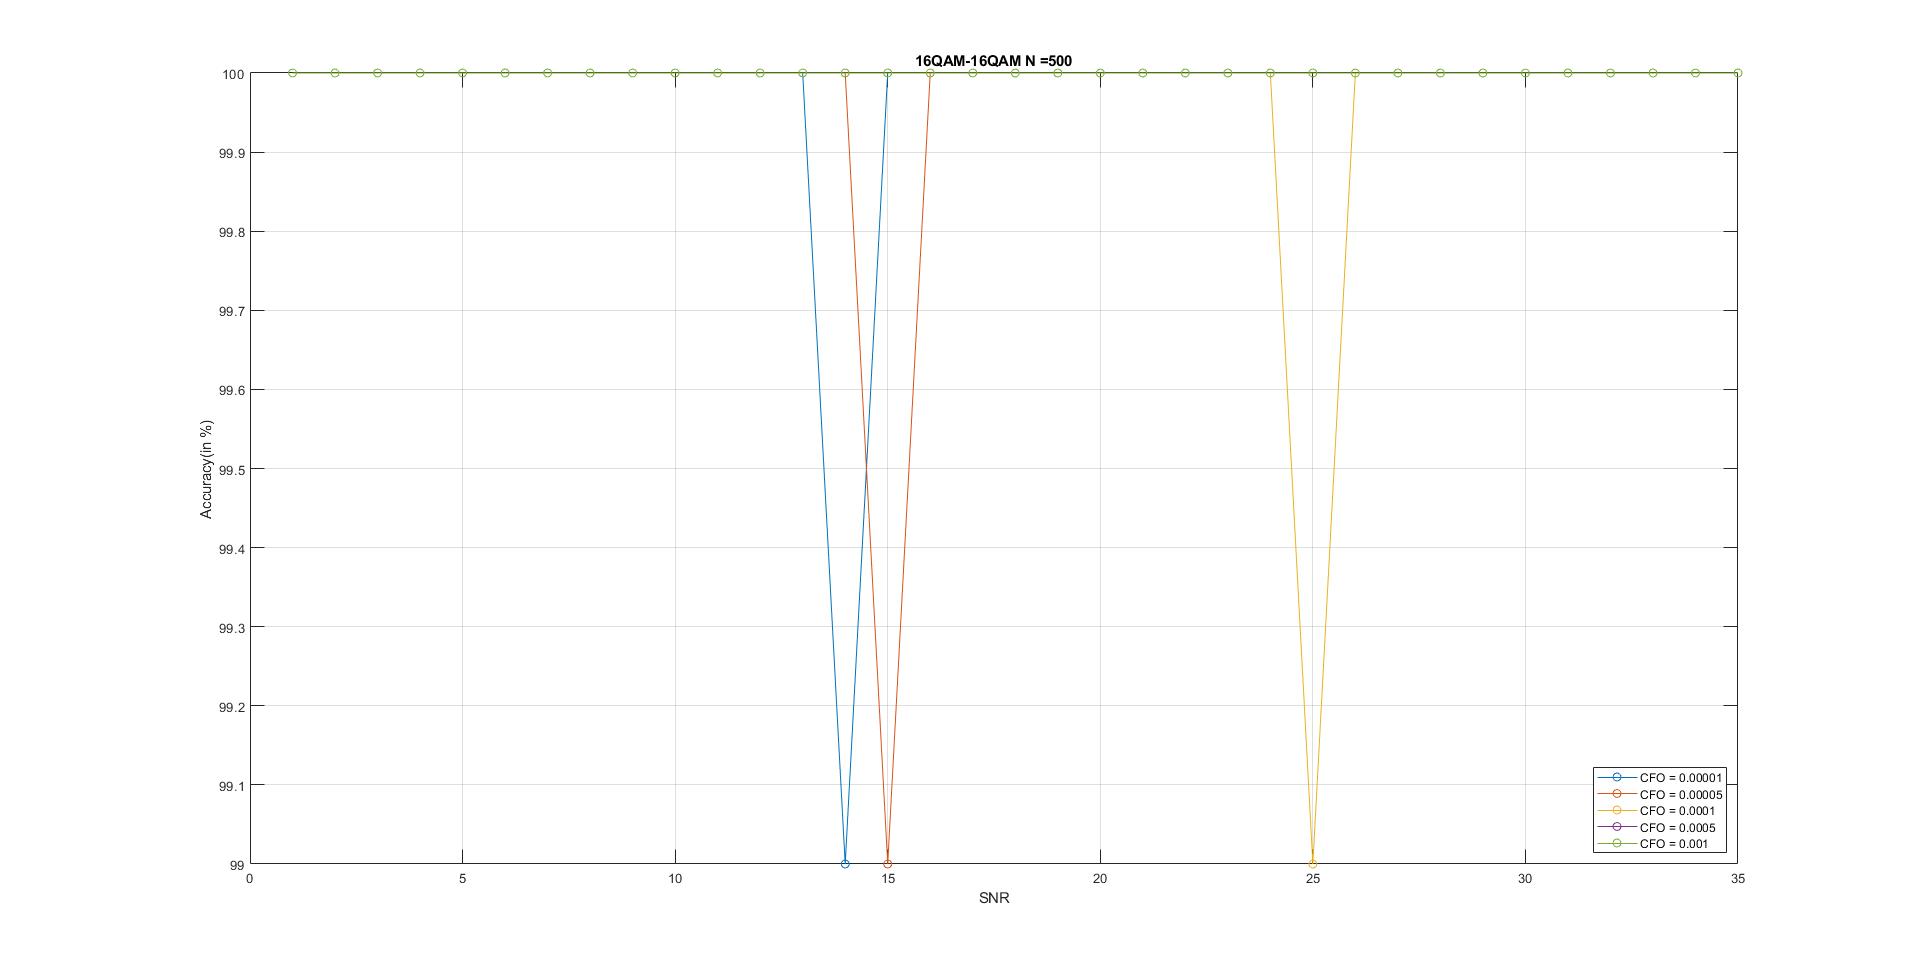 16QAM-16QAM N =500
100
99.9
99.8
99.7
99.6
99.5
99.4
99.3
99.2
99.1
99
Accuracy(in %)
0 5 10 15 20 25 30 35
SNR
CFO = 0.00001
CFO = 0.00005
CFO = 0.0001
CFO = 0.0005
CFO = 0.001